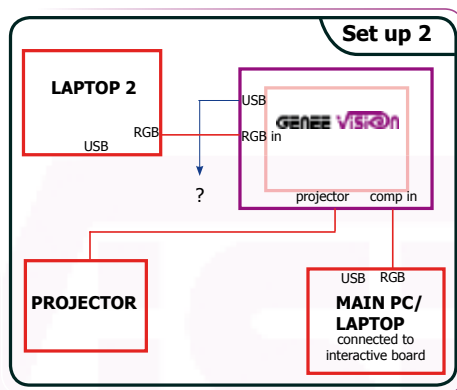 Set up 2
LAPTOP 2
USB
RGB
USB
RGB in
GENEE VISION
?
projector comp in
PROJECTOR
USB RGB
MAIN PC/
LAPTOP
connected to
interactive board